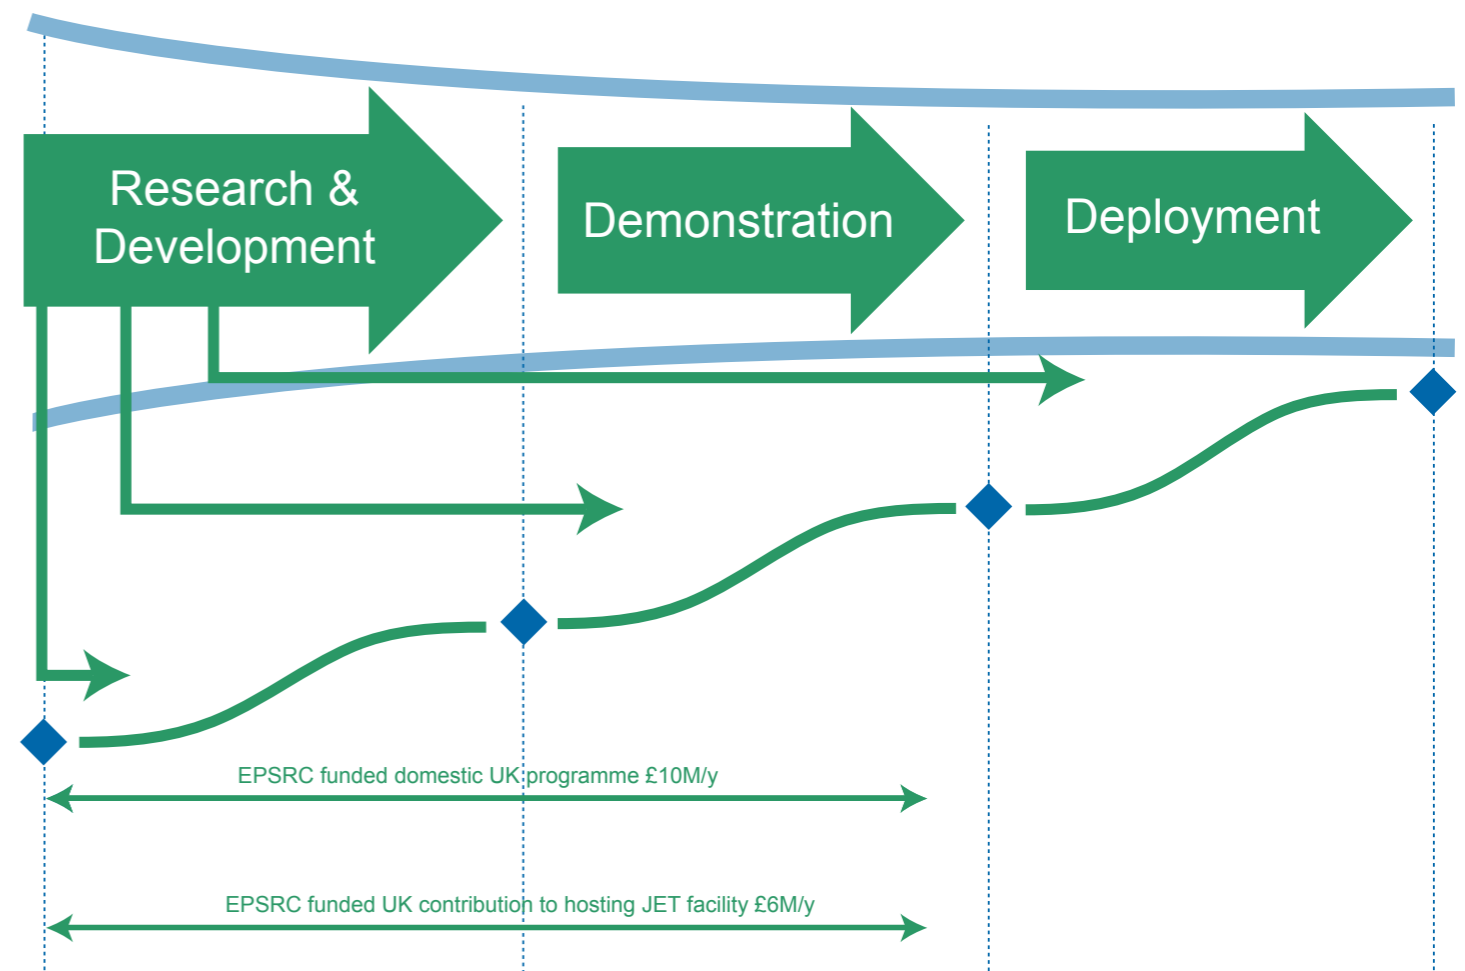 Research &
Development
Demonstration
Deployment
EPSRC funded domestic UK programme £10M/y
EPSRC funded UK contribution to hosting JET facility £6M/y